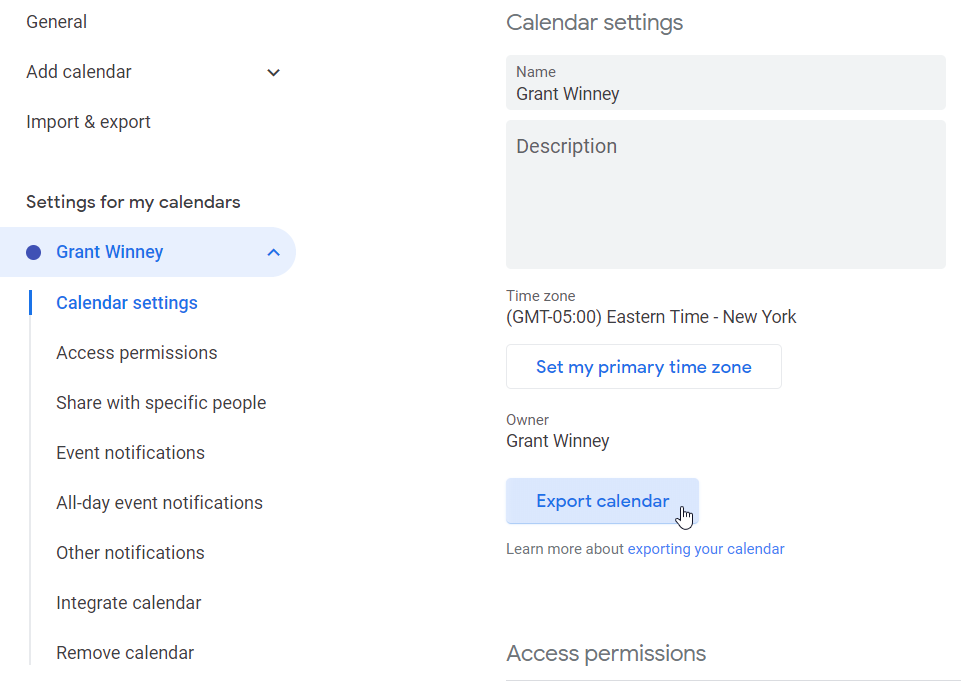 General
Add calendar
Import & export
Settings for my calendars
Grant Winney
Calendar settings
Access permissions
Share with specific people
Event notifications
All-day event notifications
Other notifications
Integrate calendar
Remove calendar
Calendar settings
Name
Grant Winney
Description
Time zone
(GMT-05:00) Eastern Time - New York
Set my primary time zone
Owner
Grant Winney
Export calendar
Learn more about exporting your calendar
Access permissions